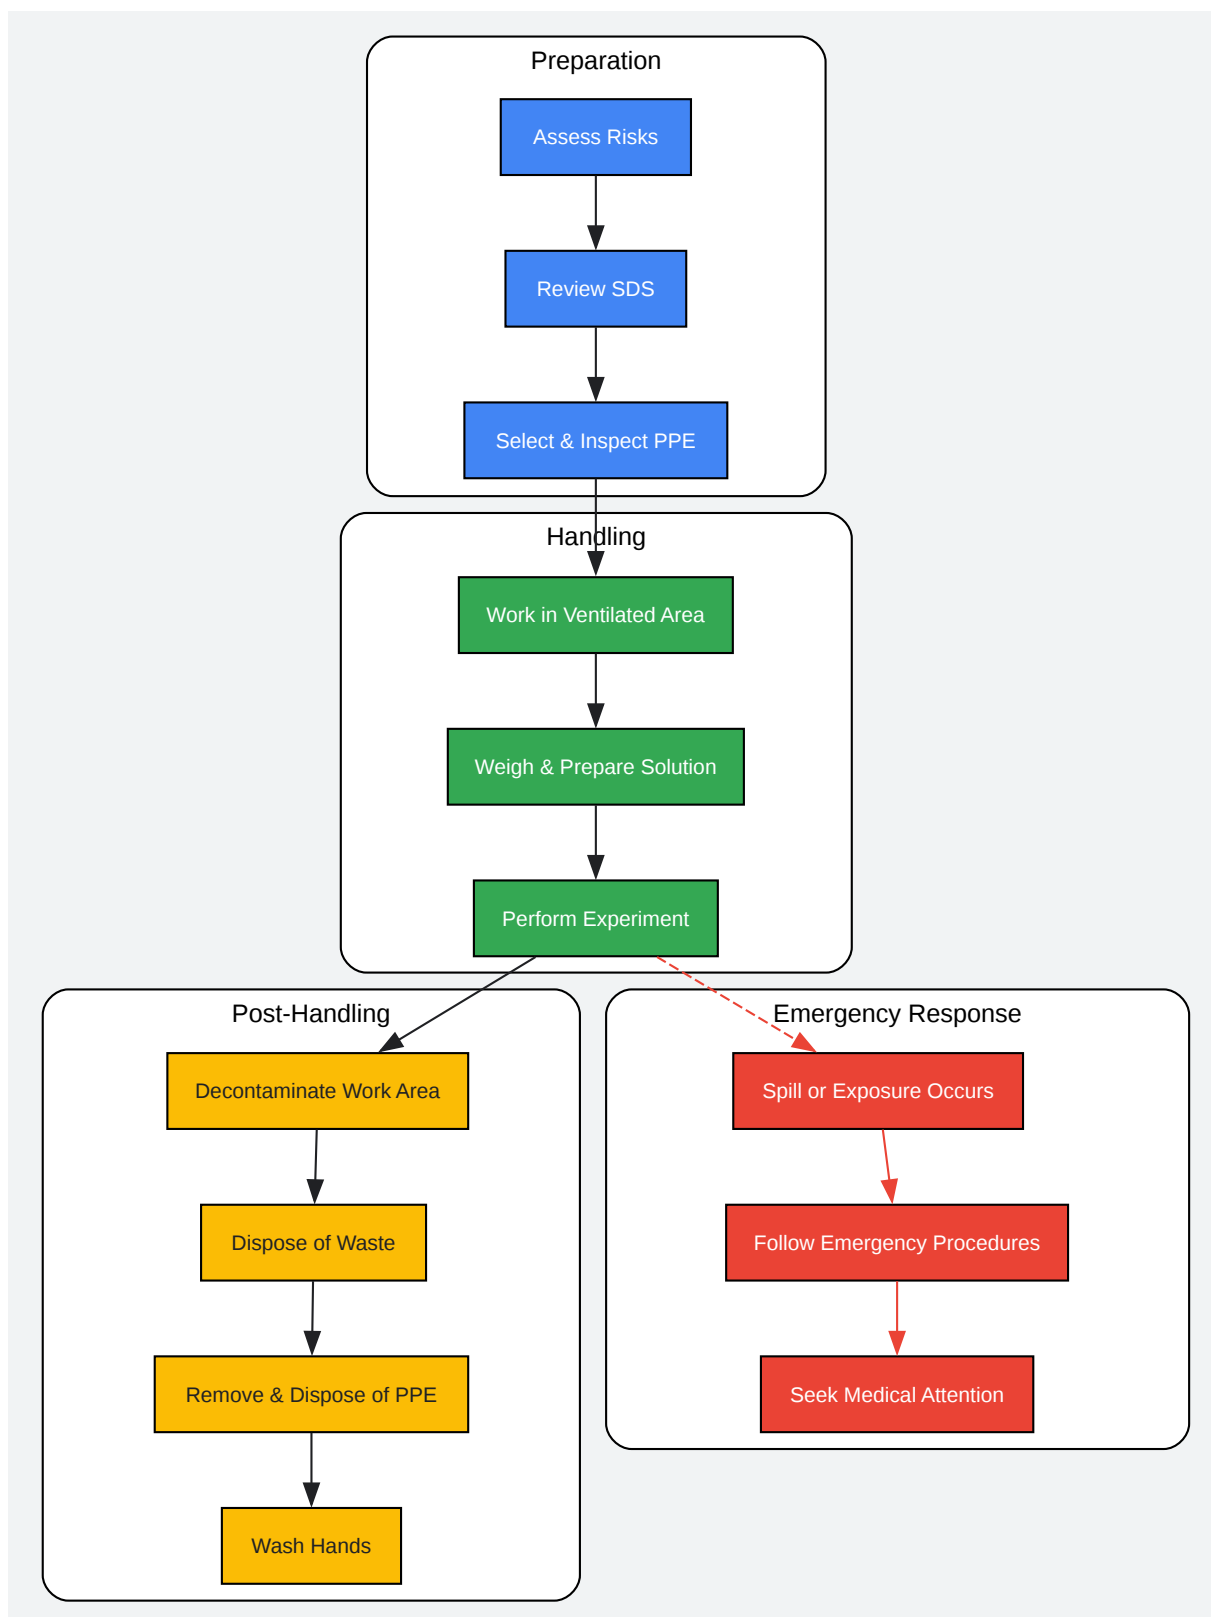 Preparation
Assess Risks
Review SDS
Select & Inspect PPE
Handling
Work in Ventilated Area
Weigh & Prepare Solution
Perform Experiment
Post-Handling
Decontaminate Work Area
Dispose of Waste
Remove & Dispose of PPE
Wash Hands
Emergency Response
Spill or Exposure Occurs
Follow Emergency Procedures
Seek Medical Attention